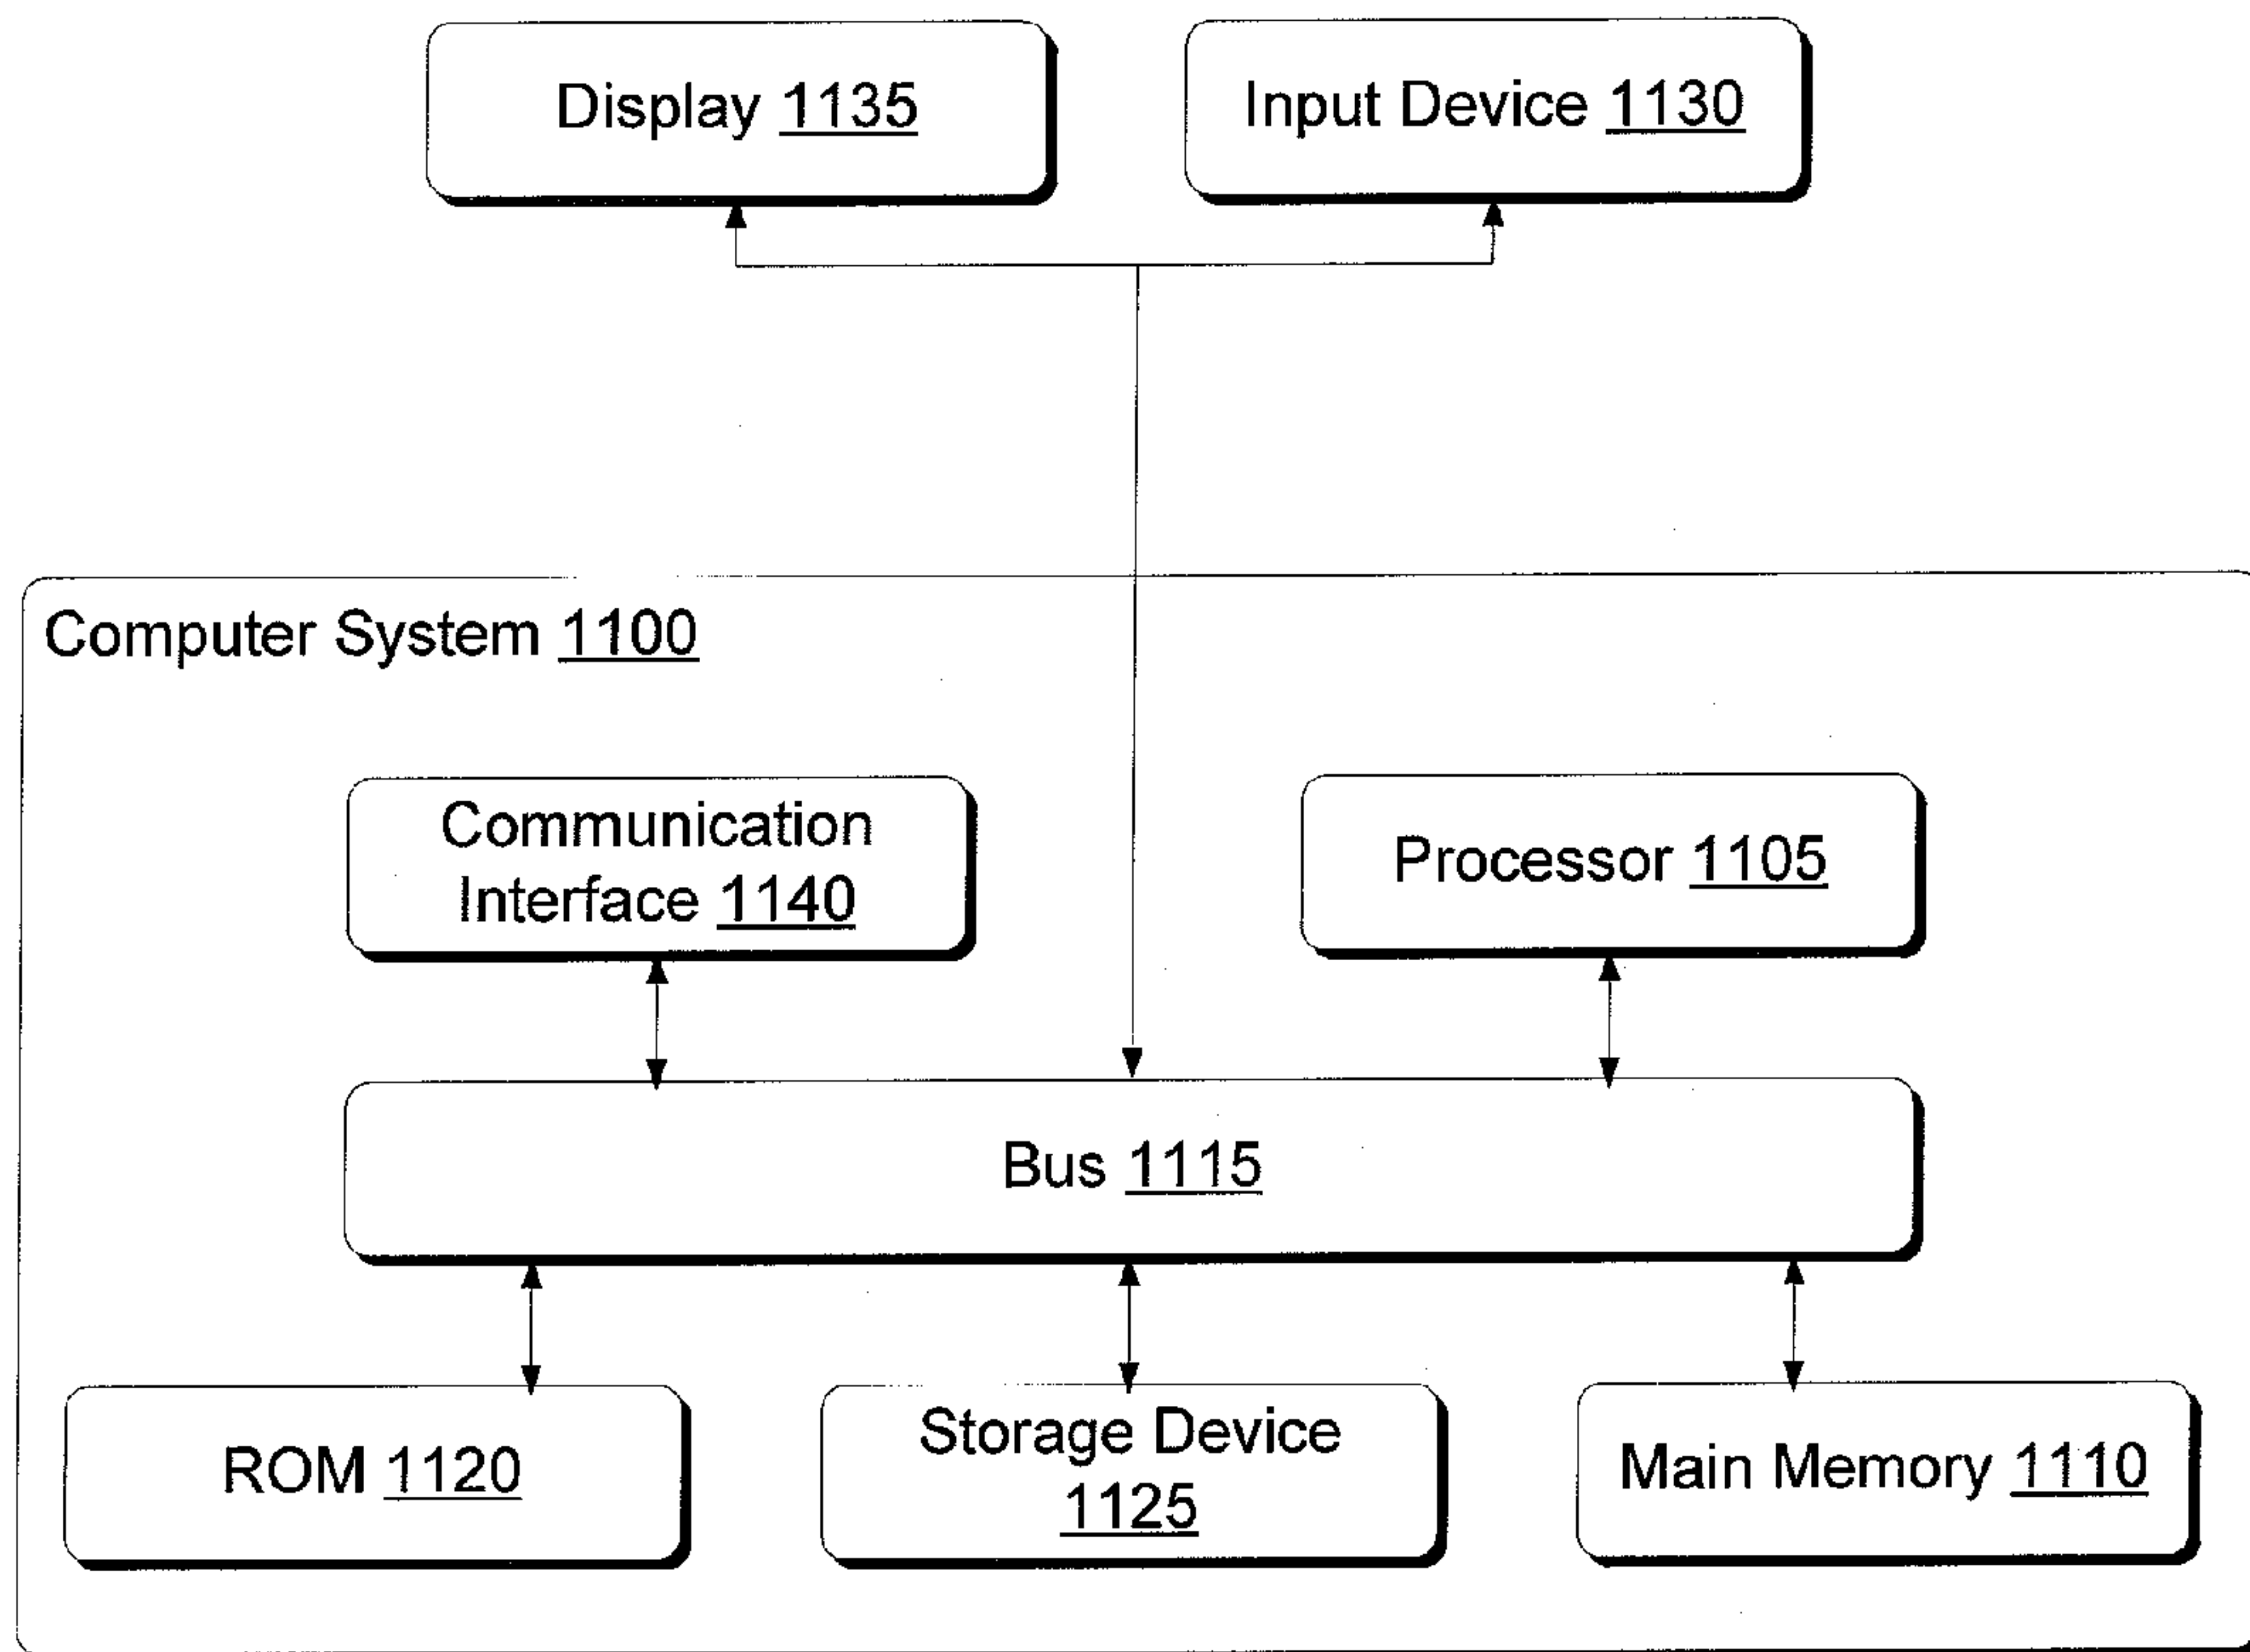 Display 1135
Input Device 1130
Computer System 1100
Communication
Interface 1140
Processor 1105
Bus 1115
ROM 1120
Storage Device
1125
Main Memory 1110